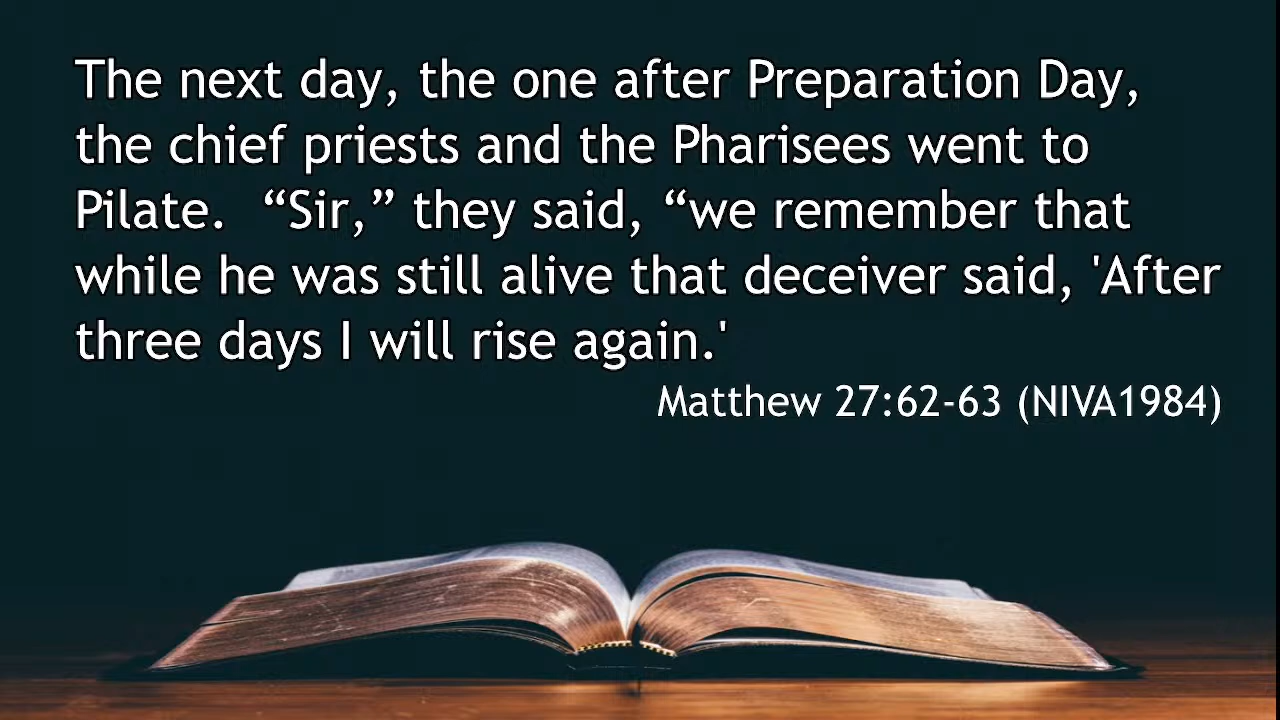 The next day, the one after Preparation Day,
the chief priests and the Pharisees went to
Pilate.  “Sir,” they said, “we remember that
while he was still alive that deceiver said, 'After
three days I will rise again.'
Matthew 27:62-63 (NIVA1984)